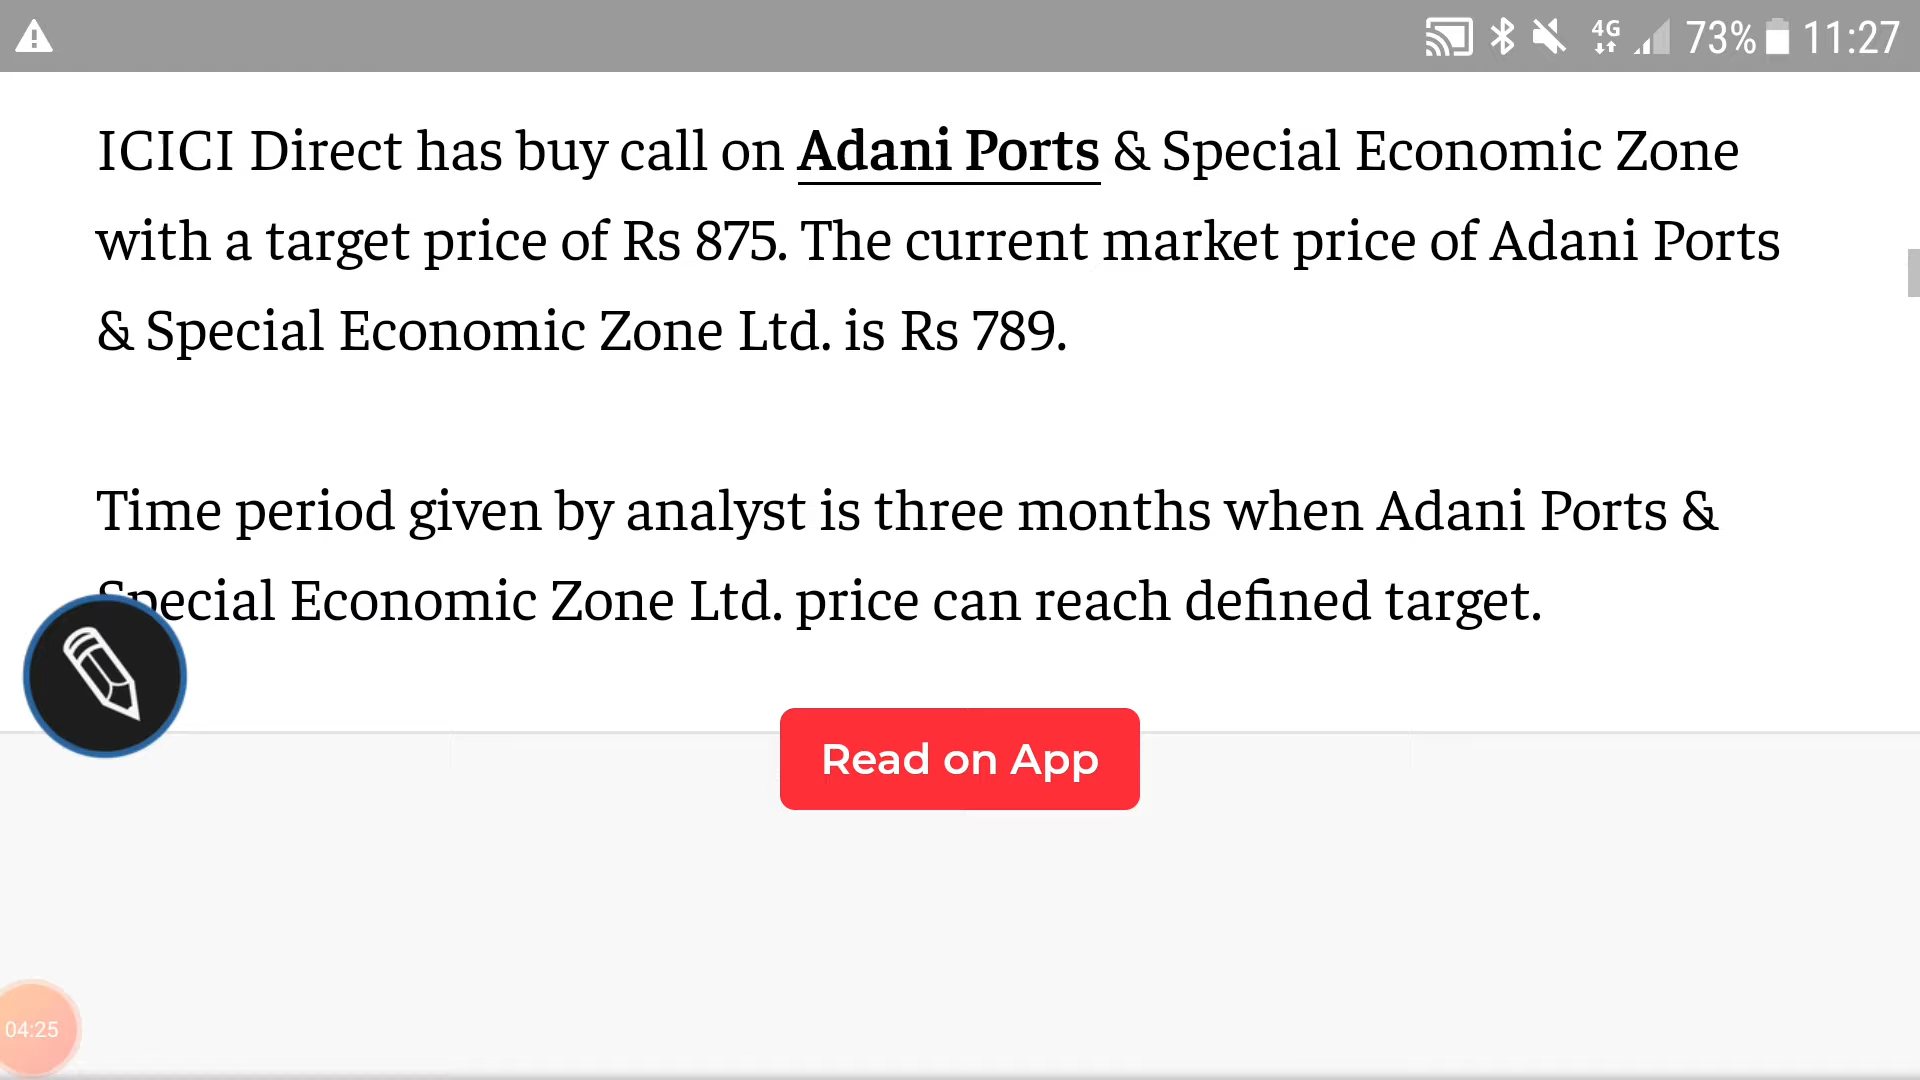 4G 73% 11:27
ICICI Direct has buy call on Adani Ports & Special Economic Zone
with a target price of Rs 875. The current market price of Adani Ports
& Special Economic Zone Ltd. is Rs 789.
Time period given by analyst is three months when Adani Ports &
Special Economic Zone Ltd. price can reach defined target.
Read on App
04:25